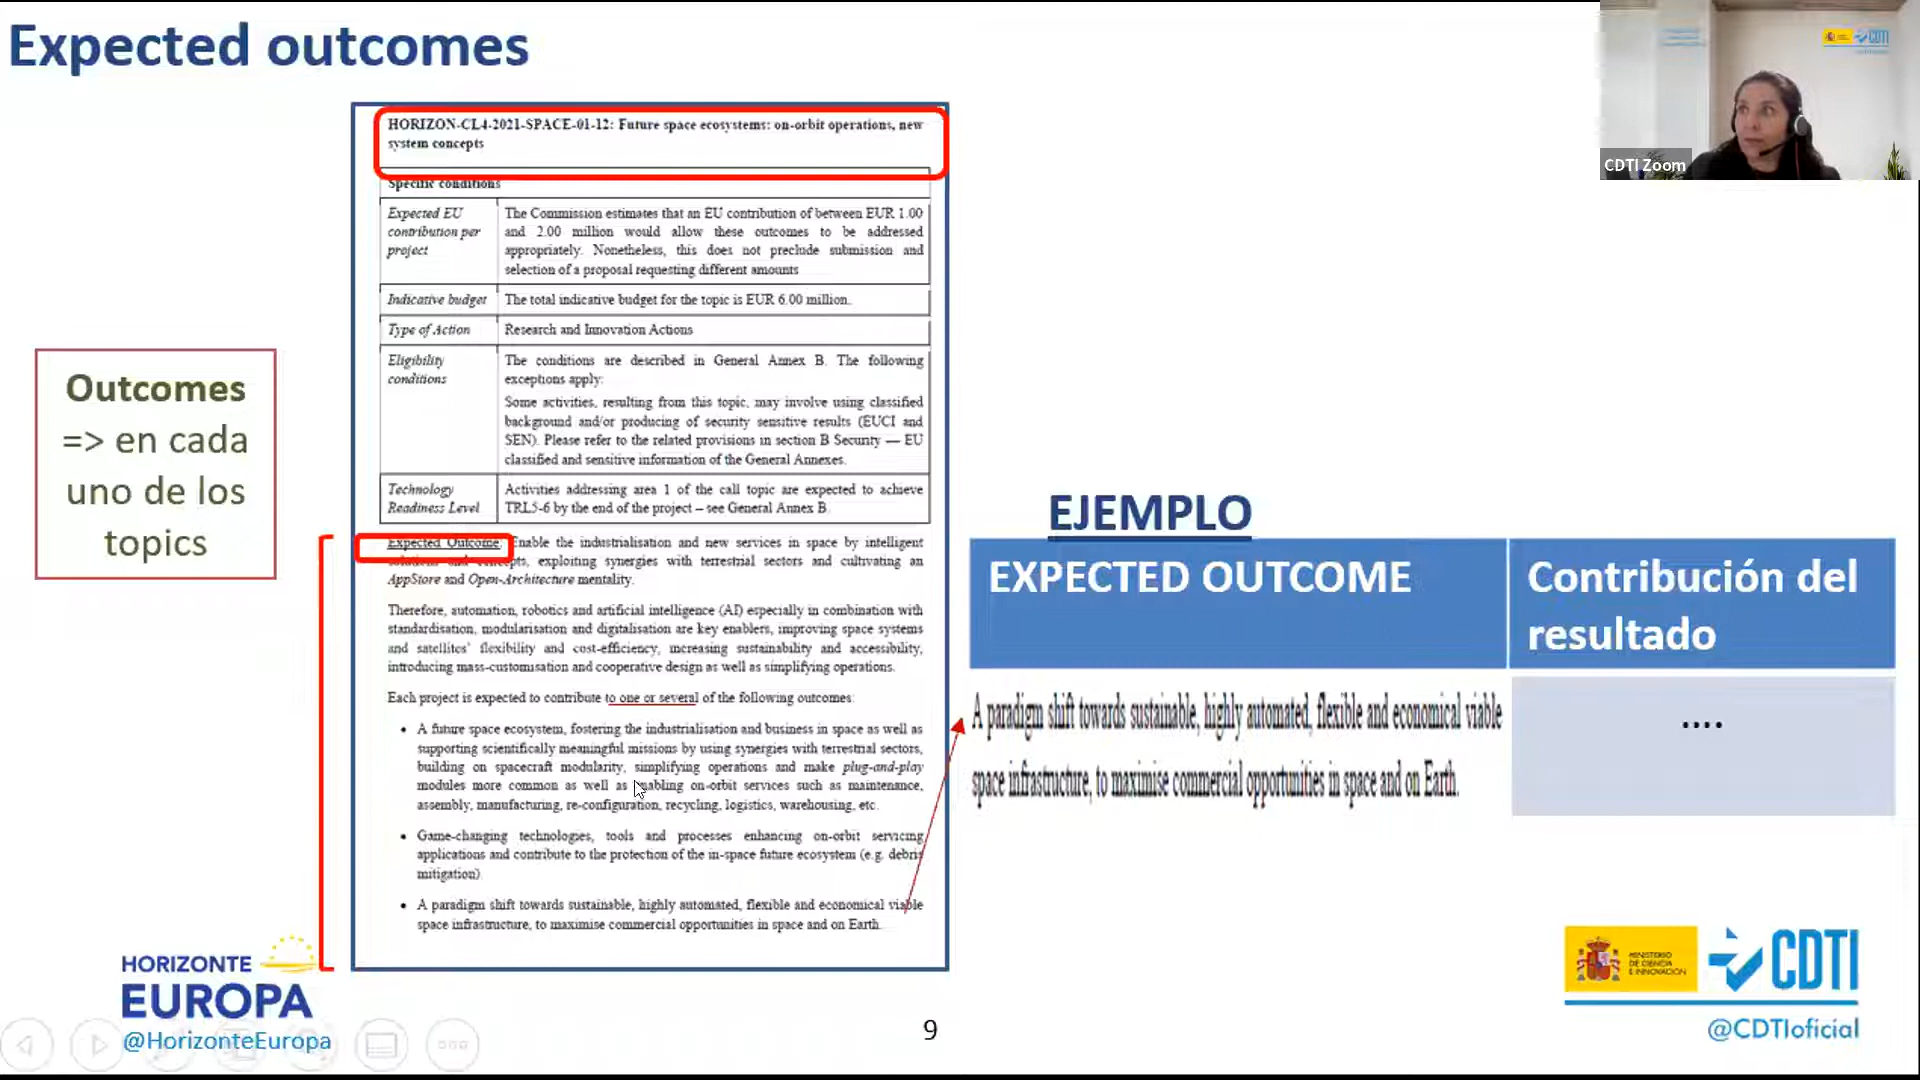 Expected outcomes
CDTI
CDTI Zoom
HORIZON-CL4-2021-SPACE-01-12: Future space ecosystems: on-orbit operations, new
system concepts
Specific conditions
Expected EU
contribution per
project
The Commission estimates that an EU contribution of between EUR 1.00
and 2.00 million would allow these outcomes to be addressed
appropriately. Nonetheless, this does not preclude submission and
selection of a proposal requesting different amounts
Indicative budget
The total indicative budget for the topic is EUR 6.00 million.
Type of Action
Research and Innovation Actions
Eligibility
conditions
The conditions are described in General Annex B. The following
exceptions apply:
Some activities, resulting from this topic, may involve using classified
background and/or producing of security sensitive results (EUCI and
SEN). Please refer to the related provisions in section B Security — EU
classified and sensitive information of the General Annexes.
Technology
Readiness Level
Activities addressing area 1 of the call topic are expected to achieve
TRL5-6 by the end of the project – see General Annex B.
Expected Outcome: Enable the industrialisation and new services in space by intelligent
solutions and concepts, exploiting synergies with terrestrial sectors and cultivating an
AppStore and Open-Architecture mentality.
Therefore, automation, robotics and artificial intelligence (AI) especially in combination with
standardisation, modularisation and digitalisation are key enablers, improving space systems
and satellites' flexibility and cost-efficiency, increasing sustainability and accessibility,
introducing mass-customisation and cooperative design as well as simplifying operations.
Each project is expected to contribute to one or several of the following outcomes:
• A future space ecosystem, fostering the industrialisation and business in space as well as
supporting scientifically meaningful missions by using synergies with terrestrial sectors,
building on spacecraft modularity, simplifying operations and make plug-and-play
modules more common as well as enabling on-orbit services such as maintenance,
assembly, manufacturing, re-configuration, recycling, logistics, warehousing, etc.
• Game-changing technologies, tools and processes enhancing on-orbit servicing
applications and contribute to the protection of the in-space future ecosystem (e.g. debris
mitigation).
• A paradigm shift towards sustainable, highly automated, flexible and economical viable
space infrastructure, to maximise commercial opportunities in space and on Earth.
Outcomes
=> en cada
uno de los
topics
EJEMPLO
EXPECTED OUTCOME
Contribución del
resultado
A paradigm shift towards sustainable, highly automated, flexible and economical viable
space infrastructure, to maximise commercial opportunities in space and on Earth.
....
HORIZONTE
EUROPA
@HorizonteEuropa
9
MINISTERIO
DE CIENCIA
E INNOVACIÓN
CDTI
@CDTIoficial